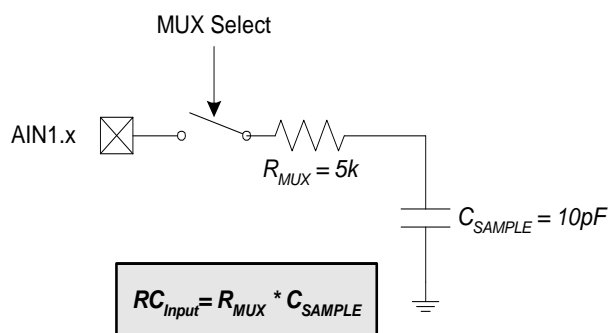 MUX Select
AIN1.x
R_MUX = 5k
C_SAMPLE = 10pF
RC_Input = R_MUX * C_SAMPLE